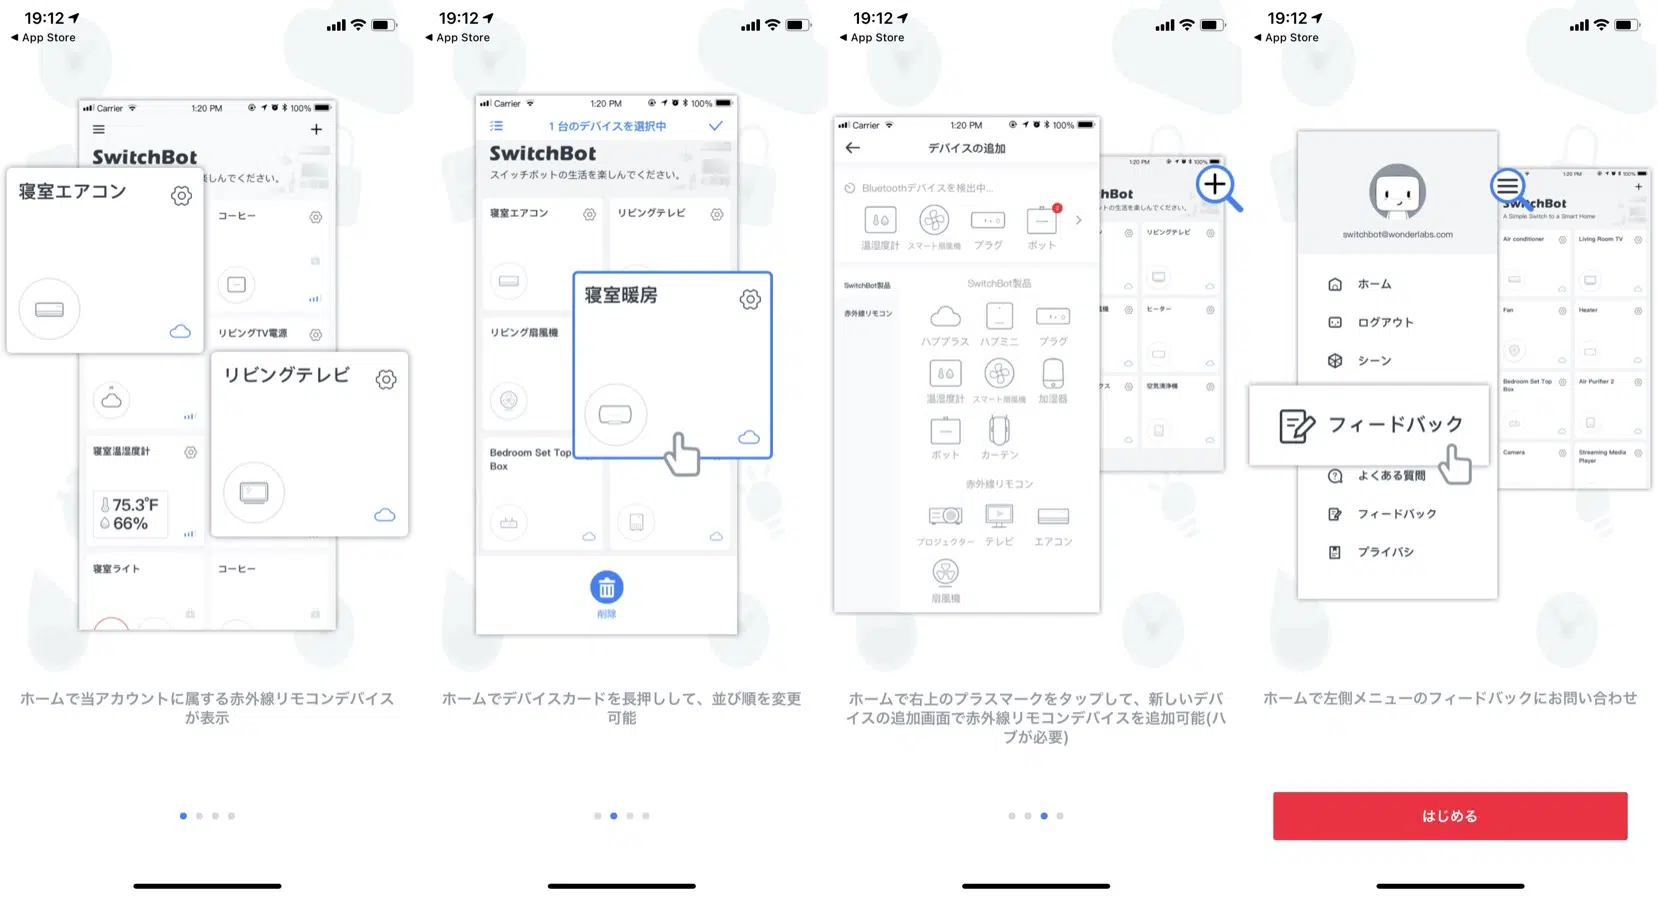 19:12
◀ App Store
Carrier
1:20 PM
100%
SwitchBot
しんでください。
寝室エアコン
コーヒー
リビングTV電源
リビングテレビ
寝室温湿度計
75.3°F
66%
寝室ライト
コーヒー
ホームで当アカウントに属する赤外線リモコンデバイス
が表示
19:12
◀ App Store
Carrier
1:20 PM
100%
1 台のデバイスを選択中
SwitchBot
スイッチボットの生活を楽しんでください。
寝室エアコン
リビングテレビ
寝室暖房
リビング扇風機
Bedroom Set Top
Box
削除
ホームでデバイスカードを長押しして、並び順を変更
可能
19:12
◀ App Store
Carrier
1:20 PM
100%
デバイスの追加
Bluetoothデバイスを検出中...
温湿度計
スマート扇風機
プラグ
ボット
SwitchBot製品
赤外線リモコン
SwitchBot製品
ハブプラス
ハブミニ
プラグ
温湿度計
スマート扇風機
加湿器
ボット
カーテン
赤外線リモコン
プロジェクター
テレビ
エアコン
扇風機
1:20 PM
100%
hBot
トの生活を楽しんでください。
リビングテレビ
機
ヒーター
クス
空気清浄機
ホームで右上のプラスマークをタップして、新しいデバ
イスの追加画面で赤外線リモコンデバイスを追加可能(ハ
ブが必要)
19:12
◀ App Store
switchbot@wonderlabs.com
ホーム
ログアウト
シーン
フィードバック
よくある質問
フィードバック
プライバシ
1:20 PM
100%
SwitchBot
A Simple Switch to a Smart Home
Air conditioner
Living Room TV
Fan
Heater
Bedroom Set Top
Box
Air Purifier 2
Camera
Streaming Media
Player
ホームで左側メニューのフィードバックにお問い合わせ
はじめる